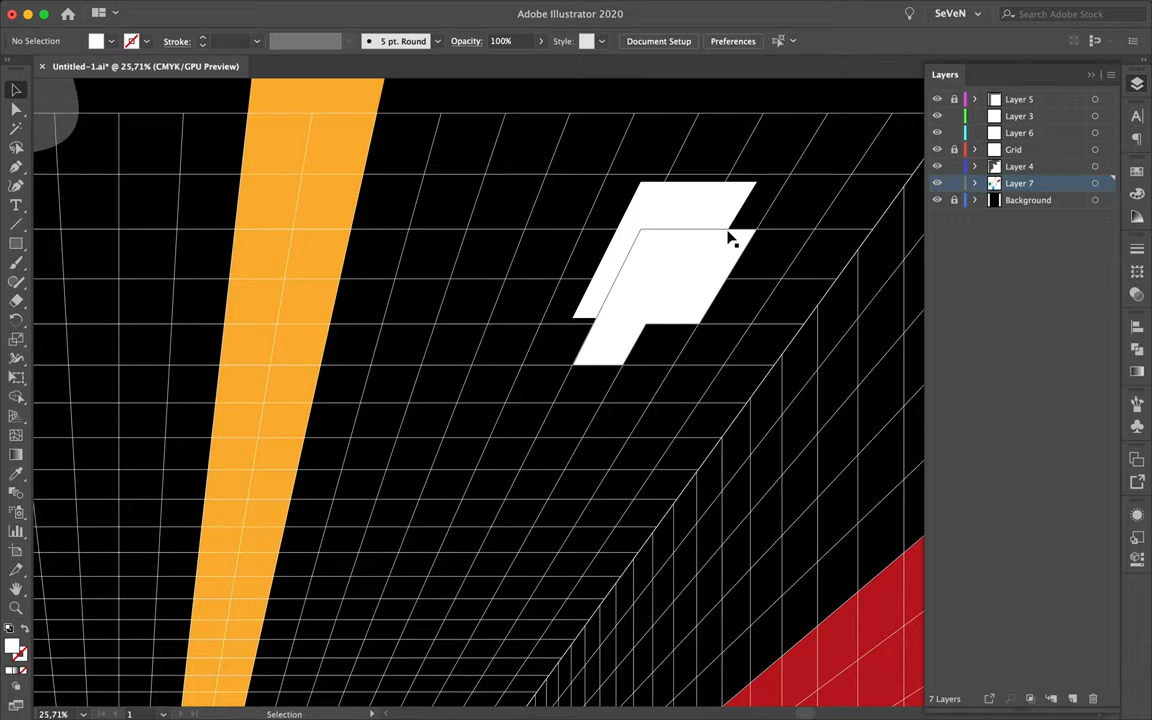 Adobe Illustrator 2020
SeVeN
Search Adobe Stock
No Selection
Stroke:
5 pt. Round
Opacity: 100%
Style:
Document Setup
Preferences
× Untitled-1.ai* @ 25,71% (CMYK/GPU Preview)
Layers
Layer 5
Layer 3
Layer 6
Grid
Layer 4
Layer 7
Background
7 Layers
25,71%
1
Selection